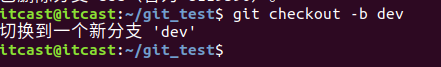 itcast@itcast:~/git_test$ git checkout -b dev
切换到一个新分支 'dev'
itcast@itcast:~/git_test$